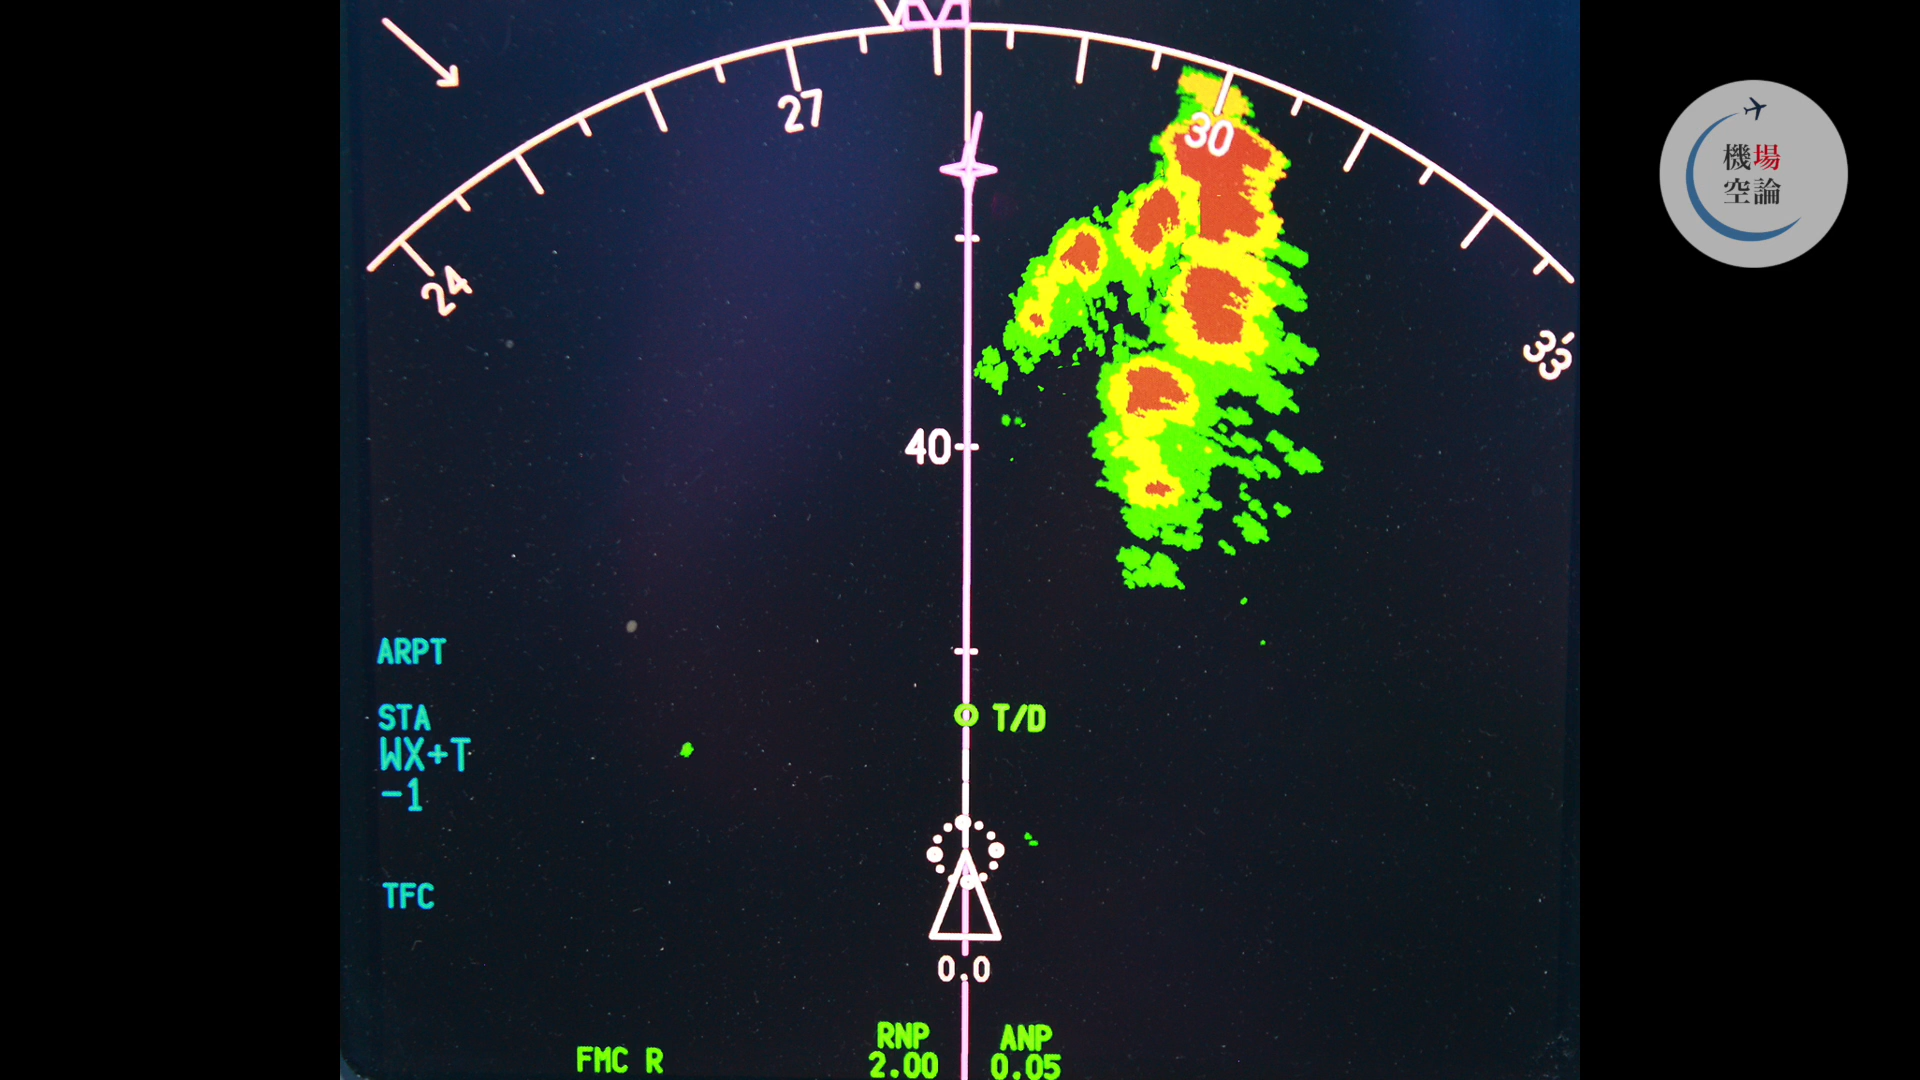 27
30
24
33
40
T/D
ARPT
STA
WX+T
-1
TFC
0.0
FMC R
RNP
2.00
ANP
0.05
機場
空論